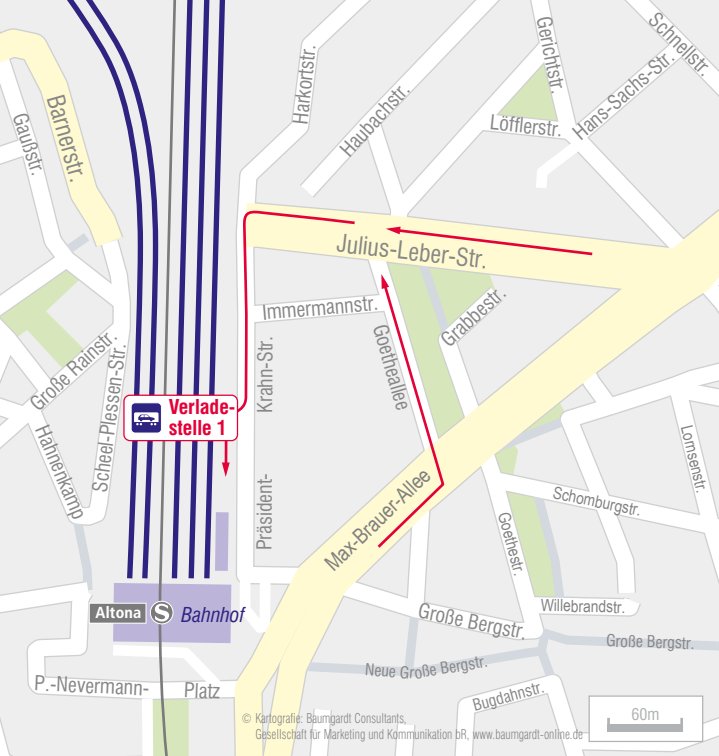 Schnellstr.
Gerichtstr.
Harkortstr.
Hans-Sachs-Str.
Haubachstr.
Barnerstr.
Gaußstr.
Löfflerstr.
Julius-Leber-Str.
Immermannstr.
Grabbestr.
Goetheallee
Große Rainstr.
Scheel-Plessen-Str.
Krahn-Str.
Präsident-
Verlade-
stelle 1
Hahnenkamp
Lornsenstr.
Max-Brauer-Allee
Schomburgstr.
Goethestr.
Altona S Bahnhof
Willebrandstr.
Große Bergstr.
Große Bergstr.
Neue Große Bergstr.
P.-Nevermann- Platz
Bugdahnstr.
60m
© Kartografie: Baumgardt Consultants,
Gesellschaft für Marketing und Kommunikation bR, www.baumgardt-online.de